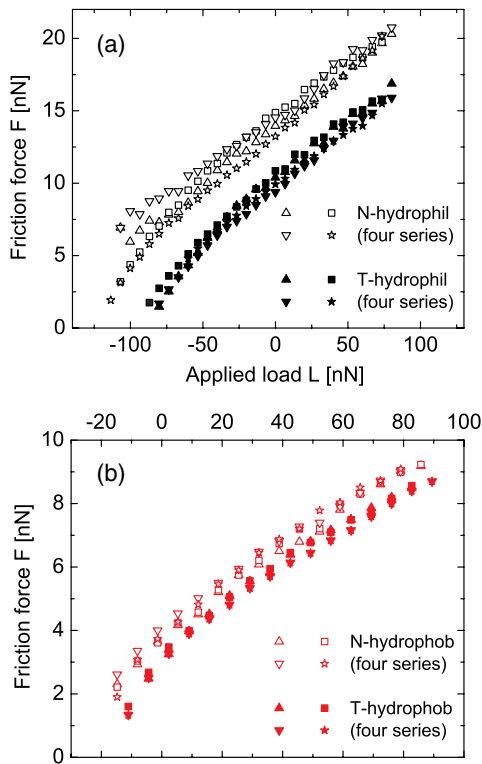 (a)
Friction force F [nN]
20
15
10
5
0
N-hydrophil
(four series)
T-hydrophil
(four series)
-100 -50 0 50 100
Applied load L [nN]
-20 0 20 40 60 80 100
(b)
Friction force F [nN]
10
8
6
4
2
0
N-hydrophob
(four series)
T-hydrophob
(four series)